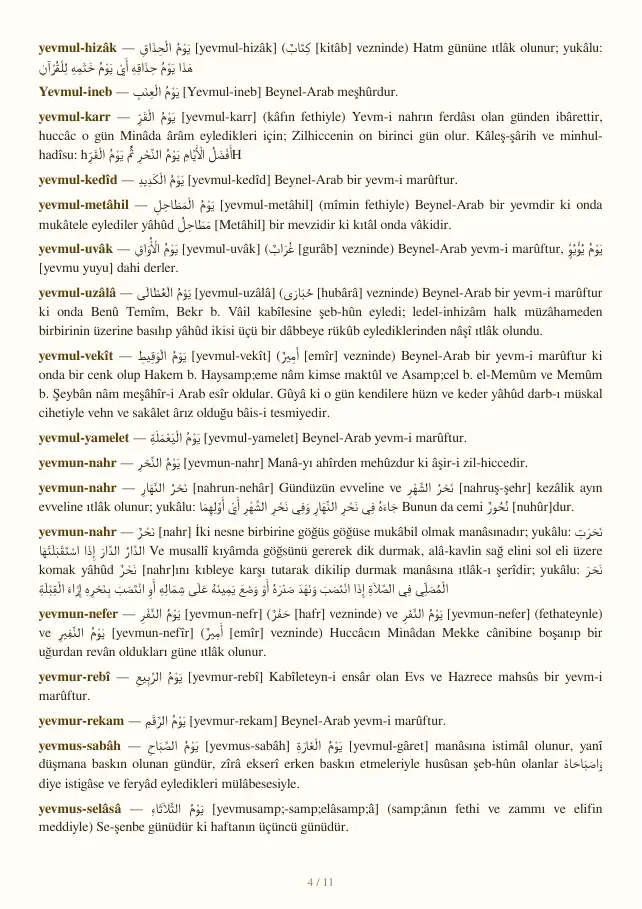 yevmul-hizâk — يَوْمُ الْحِذَاقِ [yevmul-hizâk] (كِتَابٌ [kitâb] vezninde) Hatm gününe ıtlâk olunur; yukâlu:
هَذَا يَوْمُ حِذَاقِهِ أَيْ يَوْمُ خَتْمِهِ لِلْقُرْآنِ
Yevmul-ineb — يَوْمُ الْعِنَبِ [Yevmul-ineb] Beynel-Arab meşhûrdur.
yevmul-karr — يَوْمُ الْقَرِّ [yevmul-karr] (kâfın fethiyle) Yevm-i nahrın ferdâsı olan günden ibârettir,
huccâc o gün Minâda ârâm eyledikleri için; Zilhiccenin on birinci gün olur. Kâleş-şârih ve minhul-
hadîsu: hأَفْضَلُ الْأَيَّامِ يَوْمُ النَّحْرِ ثُمَّ يَوْمُ الْقَرِّH
yevmul-kedîd — يَوْمُ الْكَدِيدِ [yevmul-kedîd] Beynel-Arab bir yevm-i marûftur.
yevmul-metâhil — يَوْمُ الْمَطَاحِلِ [yevmul-metâhil] (mîmin fethiyle) Beynel-Arab bir yevmdir ki onda
mukâtele eylediler yâhûd مَطَاحِلُ [Metâhil] bir mevzidir ki kıtâl onda vâkidir.
yevmul-uvâk — يَوْمُ الْأُوَاقِ [yevmul-uvâk] (غُرَابٌ [gurâb] vezninde) Beynel-Arab yevm-i marûftur, يَوْمُ يُؤْيُؤٍ
[yevmu yuyu] dahi derler.
yevmul-uzâlâ — يَوْمُ الْعُظَالَى [yevmul-uzâlâ] (حُبَارَى [hubârâ] vezninde) Beynel-Arab bir yevm-i marûftur
ki onda Benû Temîm, Bekr b. Vâil kabîlesine şeb-hûn eyledi; ledel-inhizâm halk müzâhameden
birbirinin üzerine basılıp yâhûd ikisi üçü bir dâbbeye rükûb eylediklerinden nâşî ıtlâk olundu.
yevmul-vekît — يَوْمُ الْوَقِيطِ [yevmul-vekît] (أَمِيرٌ [emîr] vezninde) Beynel-Arab bir yevm-i marûftur ki
onda bir cenk olup Hakem b. Haysamp;eme nâm kimse maktûl ve Asamp;cel b. el-Memûm ve Memûm
b. Şeybân nâm meşâhîr-i Arab esîr oldular. Gûyâ ki o gün kendilere hüzn ve keder yâhûd darb-ı müskal
cihetiyle vehn ve sakâlet ârız olduğu bâis-i tesmiyedir.
yevmul-yamelet — يَوْمُ الْيَعْمَلَةِ [yevmul-yamelet] Beynel-Arab yevm-i marûftur.
yevmun-nahr — يَوْمُ النَّحْرِ [yevmun-nahr] Manâ-yı ahîrden mehûzdur ki âşir-i zil-hiccedir.
yevmun-nahr — نَحْرُ النَّهَارِ [nahrun-nehâr] Gündüzün evveline ve نَحْرُ الشَّهْرِ [nahruş-şehr] kezâlik ayın
evveline ıtlâk olunur; yukâlu: جَاءَهُ فِي نَحْرِ النَّهَارِ وَفِي نَحْرِ الشَّهْرِ أَيْ أَوَّلِهِمَا Bunun da cemi نُحُورٌ [nuhûr]dur.
yevmun-nahr — نَحْرٌ [nahr] İki nesne birbirine göğüs göğüse mukâbil olmak manâsınadır; yukâlu: نَحَرَتِ
الدَّارُ الدَّارَ إِذَا اسْتَقْبَلَتْهَا Ve musallî kıyâmda göğsünü gererek dik durmak, alâ-kavlin sağ elini sol eli üzere
komak yâhûd نَحْرٌ [nahr]ını kıbleye karşı tutarak dikilip durmak manâsına ıtlâk-ı şerîdir; yukâlu: نَحَرَ
الْمُصَلِّي فِي الصَّلَاةِ إِذَا انْتَصَبَ وَنَهَدَ صَدْرَهُ أَوْ وَضَعَ يَمِينَهُ عَلَى شِمَالِهِ أَوِ انْتَصَبَ بِنَحْرِهِ إِزَاءَ الْقِبْلَةِ
yevmun-nefer — يَوْمُ النَّفْرِ [yevmun-nefr] (حَفْرٌ [hafr] vezninde) ve يَوْمُ النَّفَرِ [yevmun-nefer] (fethateynle)
ve يَوْمُ النَّفِيرِ [yevmun-nefîr] (أَمِيرٌ [emîr] vezninde) Huccâcın Minâdan Mekke cânibine boşanıp bir
uğurdan revân oldukları güne ıtlâk olunur.
yevmur-rebî — يَوْمُ الرَّبِيعِ [yevmur-rebî] Kabîleteyn-i ensâr olan Evs ve Hazrece mahsûs bir yevm-i
marûftur.
yevmur-rekam — يَوْمُ الرَّقَمِ [yevmur-rekam] Beynel-Arab yevm-i marûftur.
yevmus-sabâh — يَوْمُ الصَّبَاحِ [yevmus-sabâh] يَوْمُ الْغَارَةِ [yevmul-gâret] manâsına istimâl olunur, yanî
düşmana baskın olunan gündür, zîrâ ekserî erken baskın etmeleriyle husûsan şeb-hûn olanlar وَاصَبَاحَاهْ
diye istigâse ve feryâd eyledikleri mülâbesesiyle.
yevmus-selâsâ — يَوْمُ الثَّلَاثَاءِ [yevmusamp;-samp;elâsamp;â] (samp;ânın fethi ve zammı ve elifin
meddiyle) Se-şenbe günüdür ki haftanın üçüncü günüdür.
4 / 11